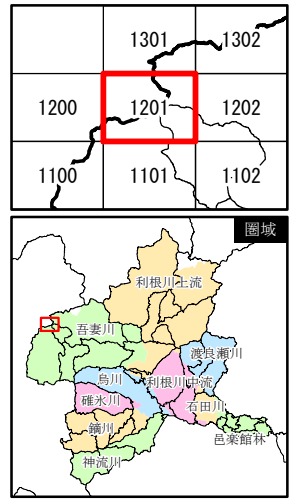 1301 1302
1200 1201 1202
1100 1101 1102
圏域
利根川上流
吾妻川
渡良瀬川
烏川 利根川中流
碓氷川
石田川
鏑川
邑楽館林
神流川